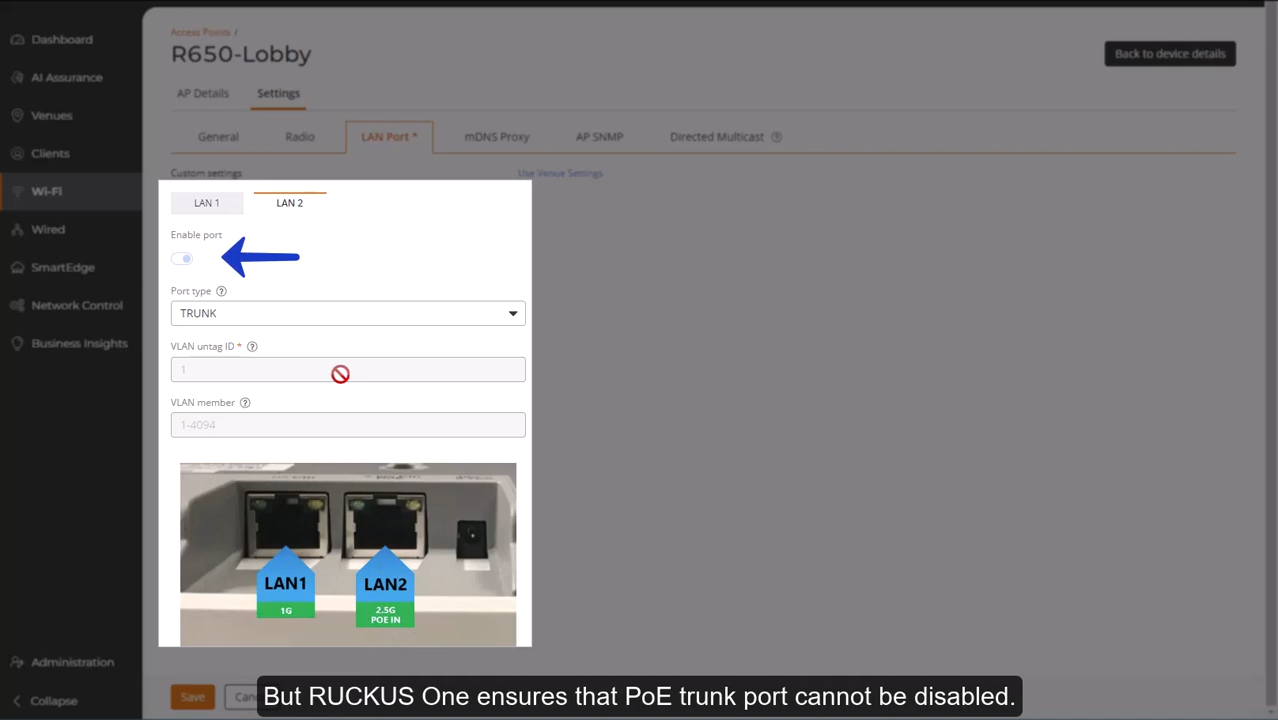 Dashboard
AI Assurance
Venues
Clients
Wi-Fi
Wired
SmartEdge
Network Control
Business Insights
Administration
Collapse
Access Points /
R650-Lobby
Back to device details
AP Details
Settings
General
Radio
LAN Port *
mDNS Proxy
AP SNMP
Directed Multicast
Custom settings
Use Venue Settings
LAN 1
LAN 2
Enable port
Port type
TRUNK
VLAN untag ID *
1
VLAN member
1-4094
LAN1
1G
LAN2
2.5G
POE IN
Save
But RUCKUS One ensures that PoE trunk port cannot be disabled.